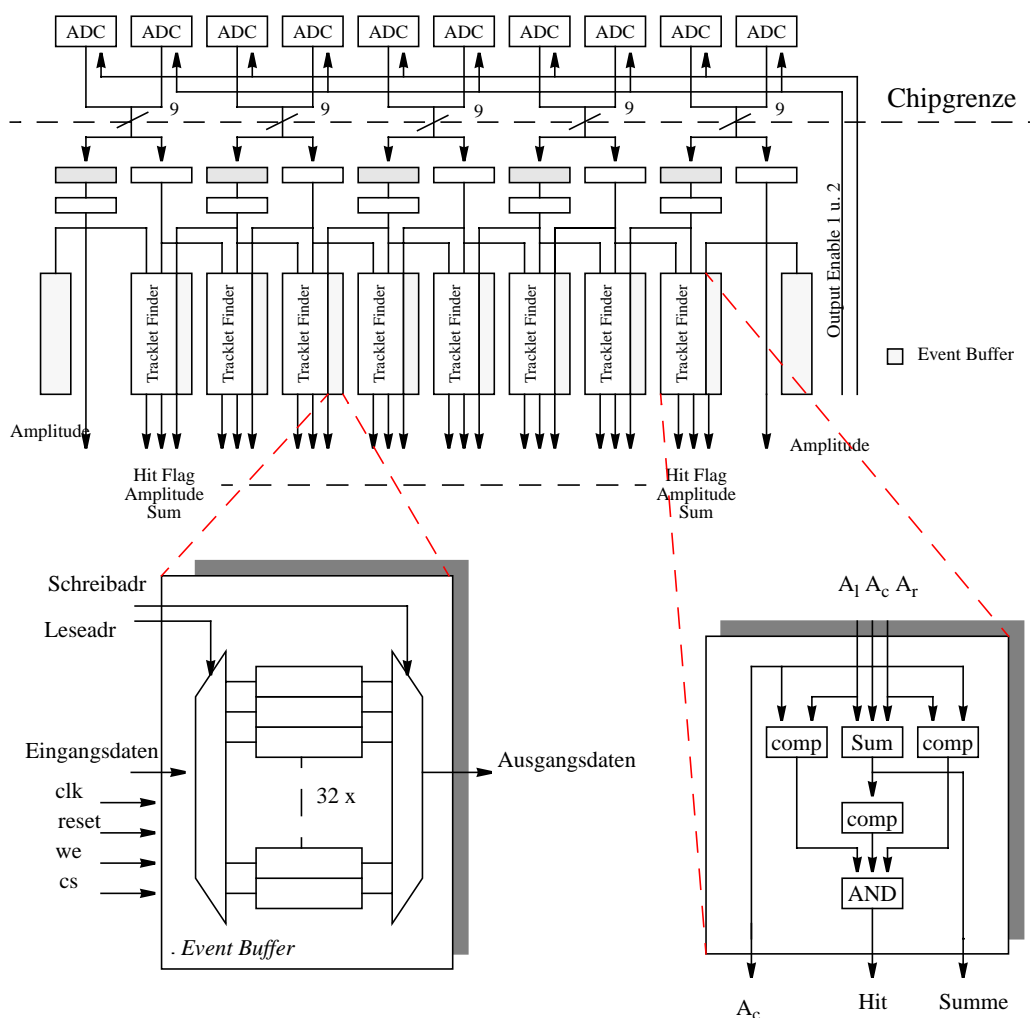 ADC ADC ADC ADC ADC ADC ADC ADC ADC ADC
9 9 9 9 9
Chipgrenze
Output Enable 1 u. 2
Tracklet Finder
Tracklet Finder
Tracklet Finder
Tracklet Finder
Tracklet Finder
Tracklet Finder
Tracklet Finder
Tracklet Finder
Event Buffer
Amplitude
Amplitude
Hit Flag
Amplitude
Sum
Hit Flag
Amplitude
Sum
Schreibadr
Leseadr
Eingangsdaten
clk
reset
we
cs
32 x
Ausgangsdaten
. Event Buffer
A_l A_c A_r
comp Sum comp
comp
AND
A_c Hit Summe